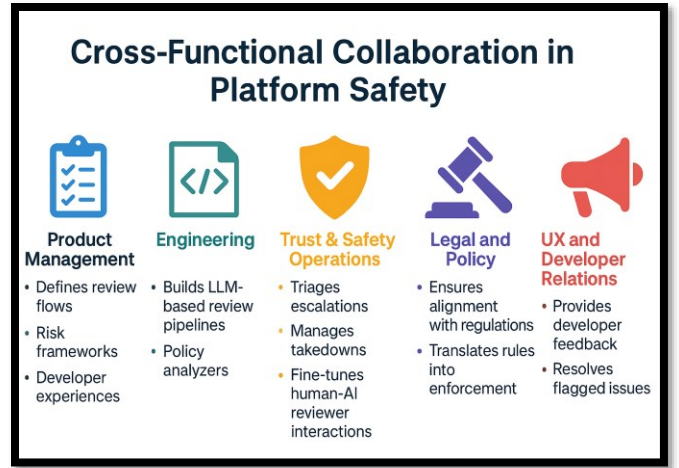 Cross-Functional Collaboration in
Platform Safety
Product
Management
• Defines review
flows
• Risk
frameworks
• Developer
experiences
Engineering
• Builds LLM-
based review
pipelines
• Policy
analyzers
Trust & Safety
Operations
• Triages
escalations
• Manages
takedowns
• Fine-tunes
human-AI
reviewer
interactions
Legal and
Policy
• Ensures
alignment
with regulations
• Translates rules
into
enforcement
UX and
Developer
Relations
• Provides
developer
feedback
• Resolves
flagged issues